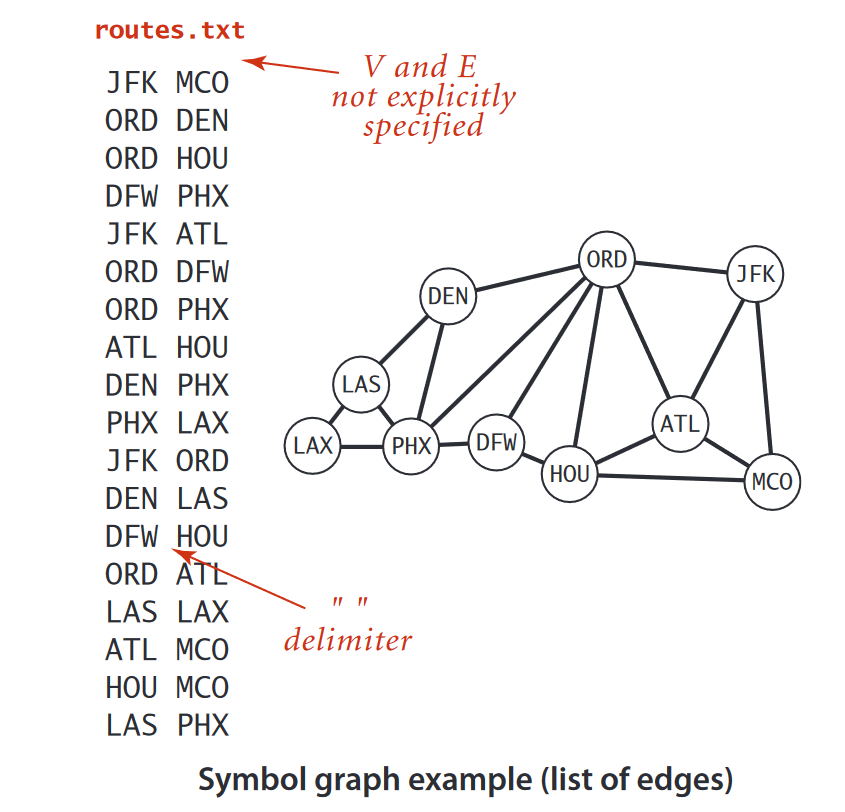 routes.txt
V and E
not explicitly
specified
JFK MCO
ORD DEN
ORD HOU
DFW PHX
JFK ATL
ORD DFW
ORD PHX
ATL HOU
DEN PHX
PHX LAX
JFK ORD
DEN LAS
DFW HOU
ORD ATL
LAS LAX
ATL MCO
HOU MCO
LAS PHX
" "
delimiter
ORD
JFK
DEN
LAS
ATL
LAX
PHX
DFW
HOU
MCO
Symbol graph example (list of edges)